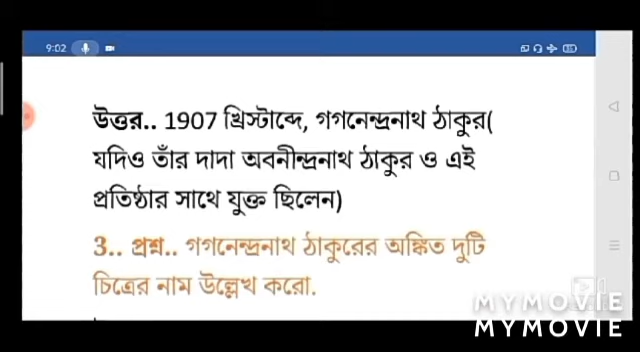 9:02
উত্তর.. 1907 খ্রিস্টাব্দে, গগনেন্দ্রনাথ ঠাকুর(
যদিও তাঁর দাদা অবনীন্দ্রনাথ ঠাকুর ও এই
প্রতিষ্ঠার সাথে যুক্ত ছিলেন)
3.. প্রশ্ন.. গগনেন্দ্রনাথ ঠাকুরের অঙ্কিত দুটি
চিত্রের নাম উল্লেখ করো.
MYMOVIE
MYMOVIE